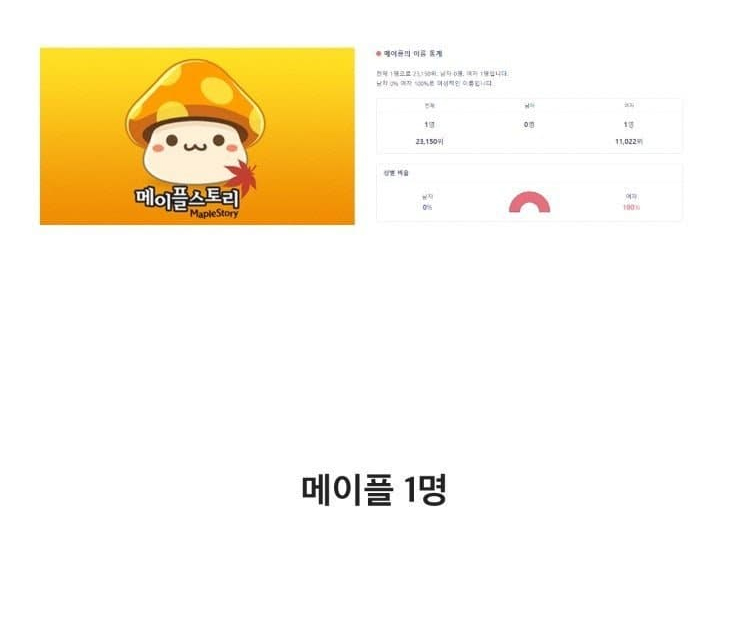 메이플스토리
MapleStory
메이플의 이름 통계
전체 1명으로 23,150위, 남자 0명, 여자 1명입니다.
남자 0% 여자 100%로 여성적인 이름입니다.
전체 남자 여자
1명 0명 1명
23,150위 11,022위
성별 비율
남자 여자
0% 100%
메이플 1명